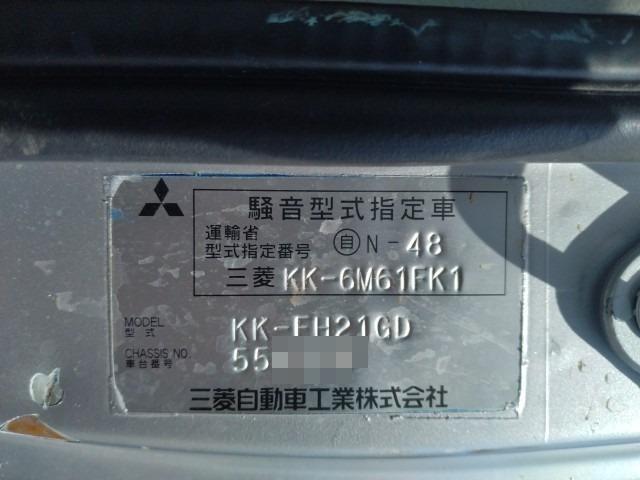 騒音型式指定車
運輸省
型式指定番号 自 N-48
三菱 KK-6M61FK1
MODEL
型式 KK-EH21GD
CHASSIS NO.
車台番号 55
三菱自動車工業株式会社